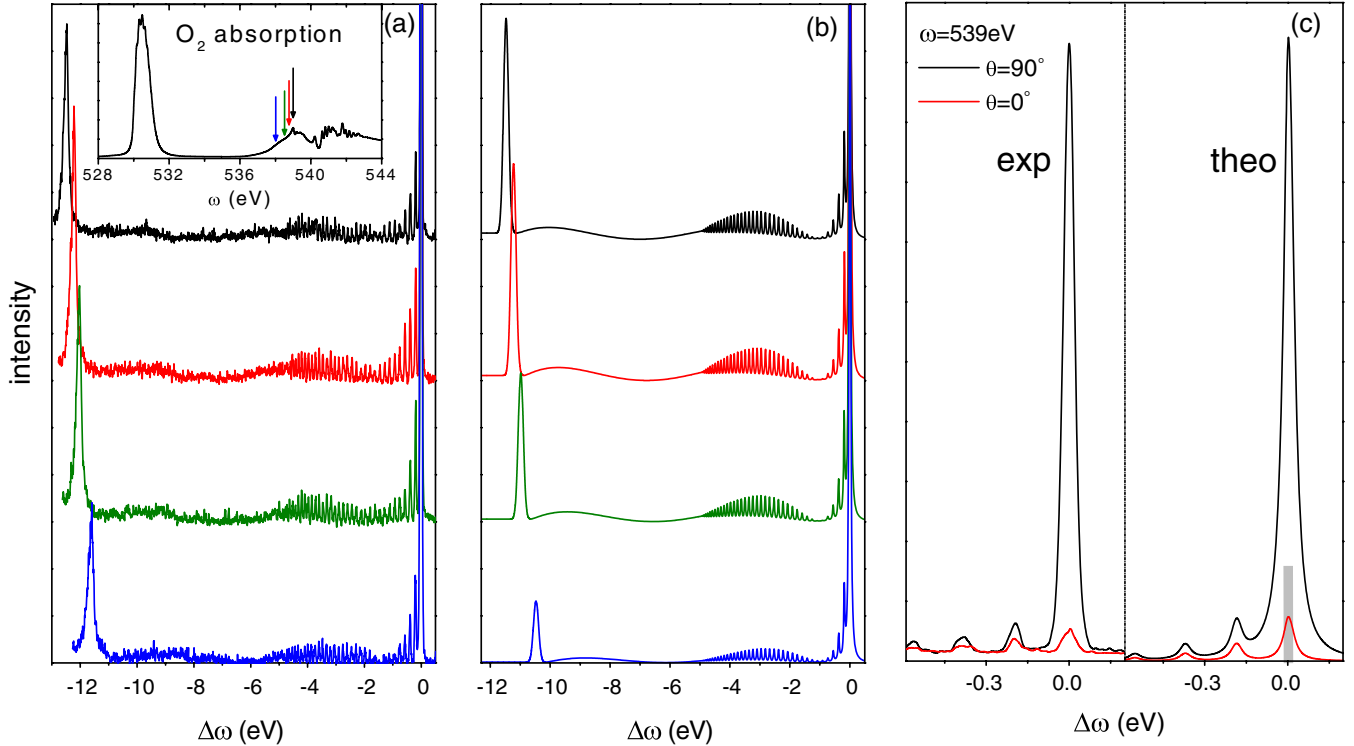 (a)
O2 absorption
528 532 536 540 544
ω (eV)
intensity
-12 -10 -8 -6 -4 -2 0
Δω (eV)
(b)
-12 -10 -8 -6 -4 -2 0
Δω (eV)
(c)
ω=539eV
θ=90°
θ=0°
exp
theo
-0.3 0.0 -0.3 0.0
Δω (eV)